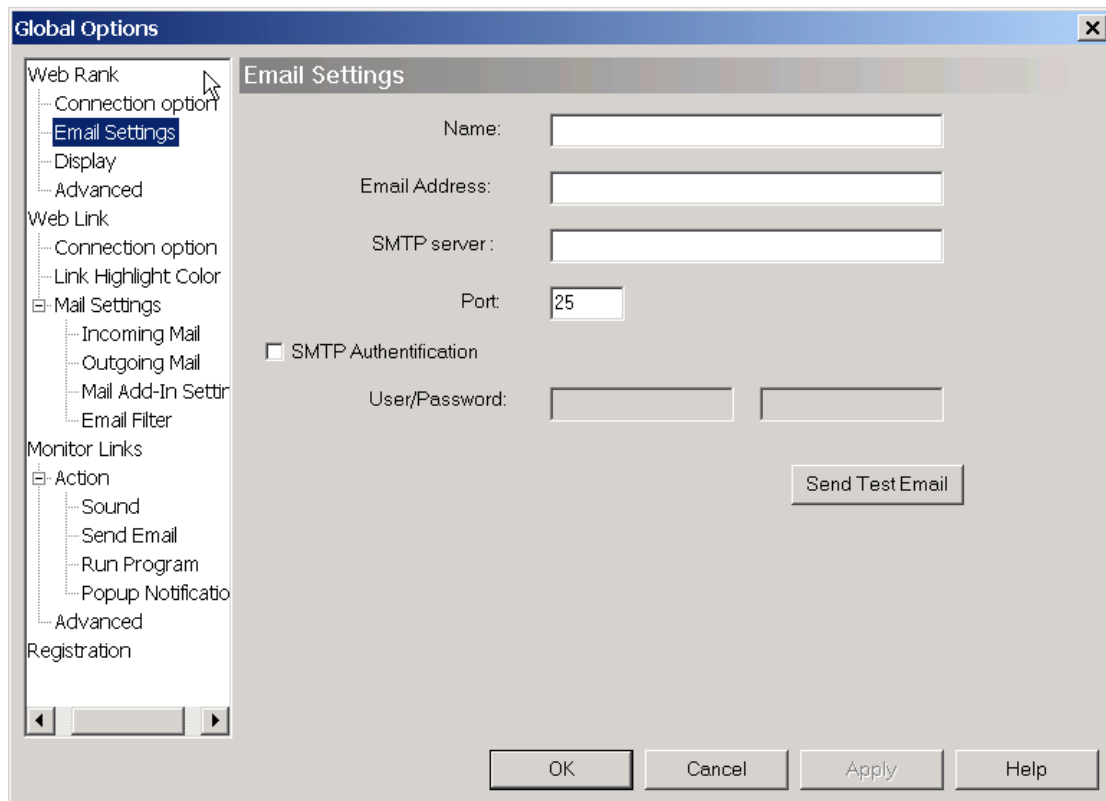 Global Options
Web Rank
Connection option
Email Settings
Display
Advanced
Web Link
Connection option
Link Highlight Color
Mail Settings
Incoming Mail
Outgoing Mail
Mail Add-In Settin
Email Filter
Monitor Links
Action
Sound
Send Email
Run Program
Popup Notificatio
Advanced
Registration
Email Settings
Name:
Email Address:
SMTP server :
Port: 25
SMTP Authentification
User/Password:
Send Test Email
OK Cancel Apply Help